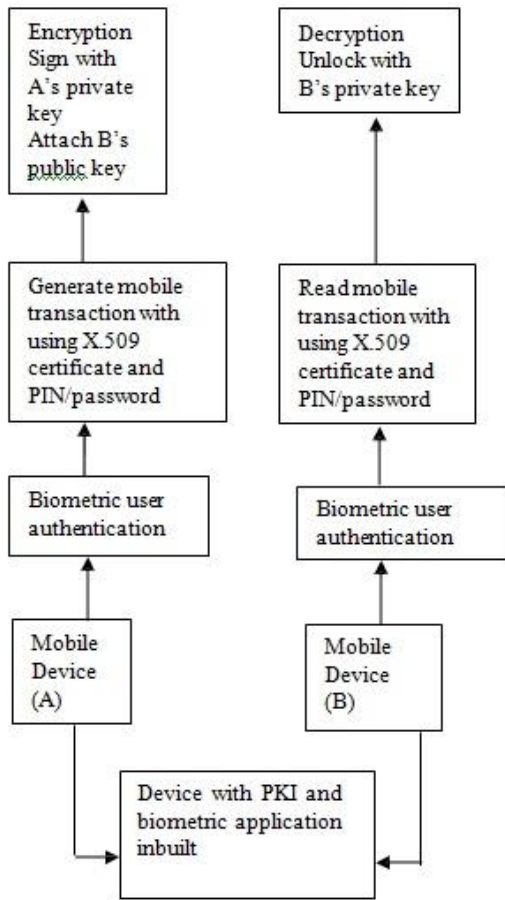 Encryption
Sign with
A's private
key
Attach B's
public key
Decryption
Unlock with
B's private key
Generate mobile
transaction with
using X.509
certificate and
PIN/password
Read mobile
transaction with
using X.509
certificate and
PIN/password
Biometric user
authentication
Biometric user
authentication
Mobile
Device
(A)
Mobile
Device
(B)
Device with PKI and
biometric application
inbuilt